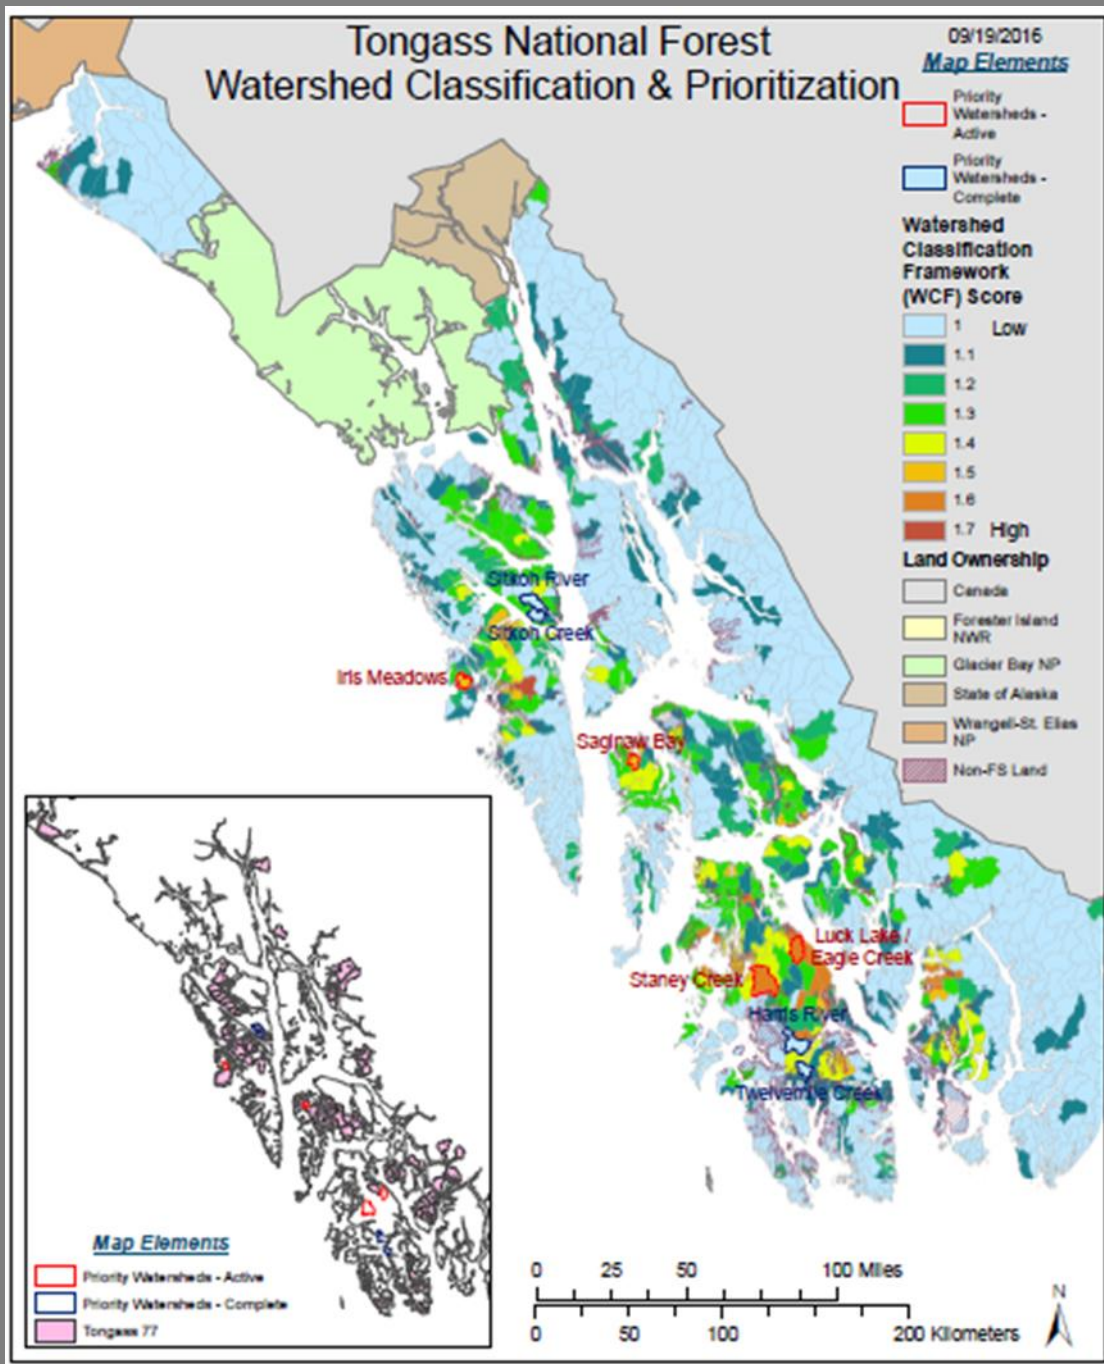 Tongass National Forest
Watershed Classification & Prioritization
09/19/2016
Map Elements
Priority
Watersheds -
Active
Priority
Watersheds -
Complete
Watershed
Classification
Framework
(WCF) Score
1 Low
1.1
1.2
1.3
1.4
1.5
1.6
1.7 High
Land Ownership
Canada
Forester Island
NWR
Glacier Bay NP
State of Alaska
Wrangell-St. Elias
NP
Non-FS Land
Sitkoh River
Sitkoh Creek
Iris Meadows
Saginaw Bay
Luck Lake /
Eagle Creek
Staney Creek
Harris River
Twelvemile Creek
Map Elements
Priority Watersheds - Active
Priority Watersheds - Complete
Tongass 77
0 25 50 100 Miles
0 50 100 200 Kilometers
N